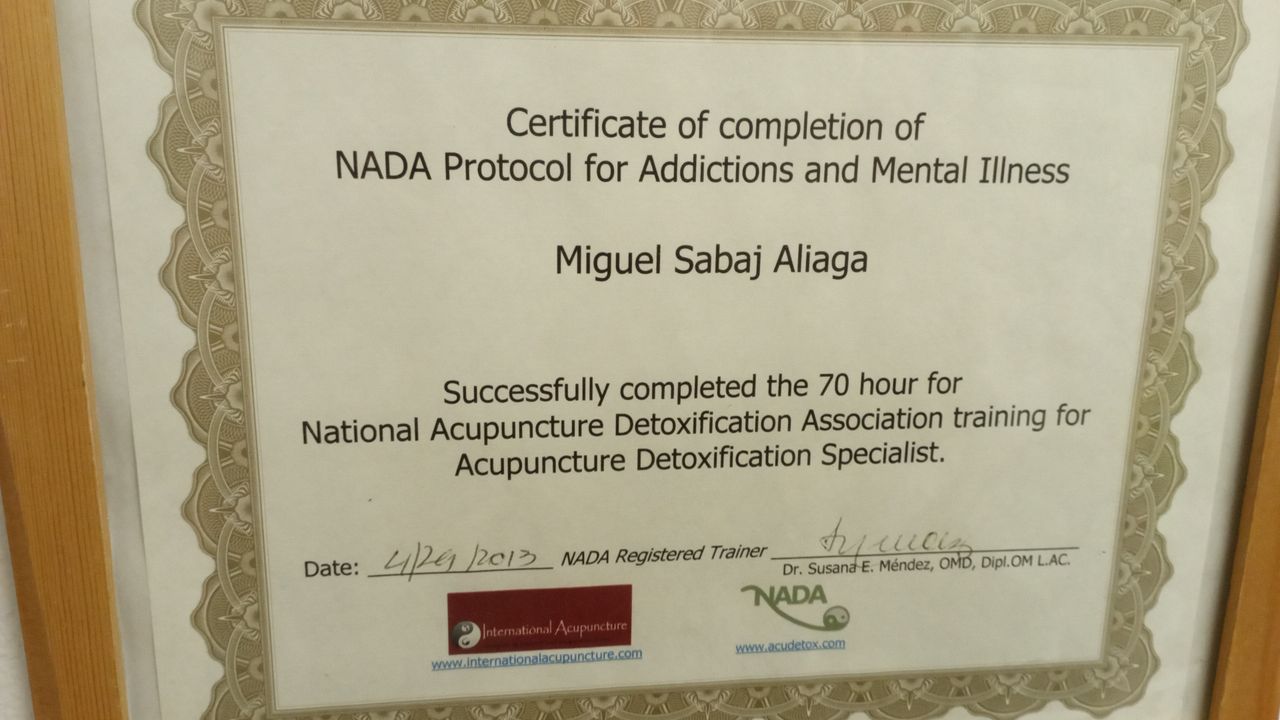 Certificate of completion of
NADA Protocol for Addictions and Mental Illness
Miguel Sabaj Aliaga
Successfully completed the 70 hour for
National Acupuncture Detoxification Association training for
Acupuncture Detoxification Specialist.
Date: 4/29/2013 NADA Registered Trainer
Dr. Susana E. Méndez, OMD, Dipl.OM L.AC.
International Acupuncture
www.internationalacupuncture.com
NADA
www.acudetox.com